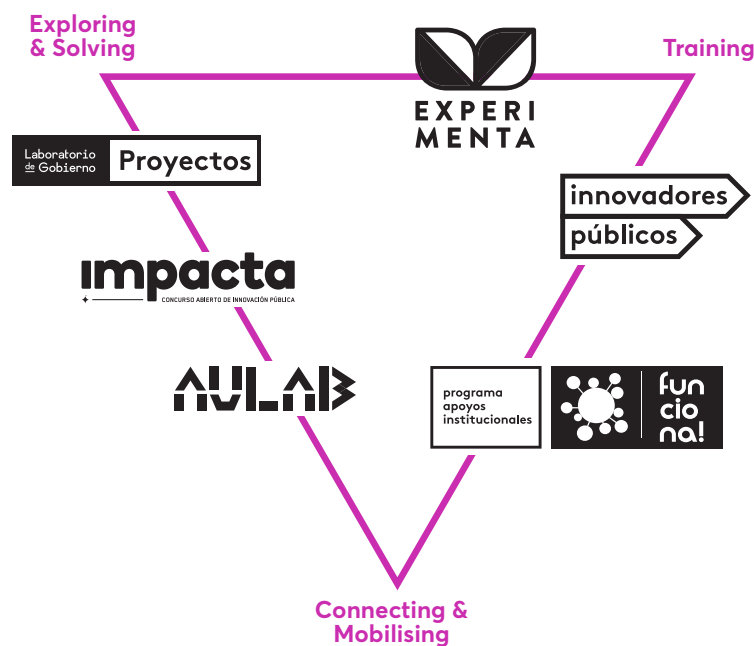 Exploring
& Solving
Training
EXPERI
MENTA
Laboratorio
de Gobierno
Proyectos
innovadores
públicos
impacta
CONCURSO ABIERTO DE INNOVACIÓN PÚBLICA
AULAB
programa
apoyos
institucionales
fun
cio
na!
Connecting &
Mobilising